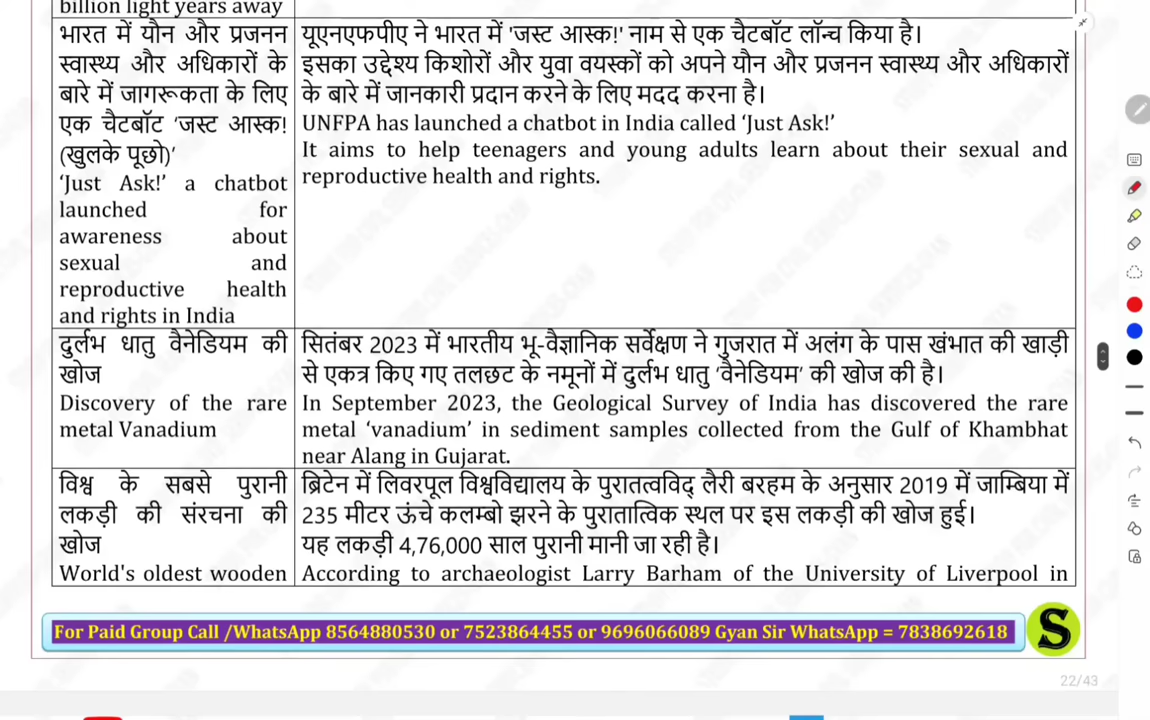 billion light years away
भारत में यौन और प्रजनन
स्वास्थ्य और अधिकारों के
बारे में जागरूकता के लिए
एक चैटबॉट ‘जस्ट आस्क!
(खुलके पूछो)’
‘Just Ask!’ a chatbot
launched for
awareness about
sexual and
reproductive health
and rights in India
यूएनएफपीए ने भारत में 'जस्ट आस्क!' नाम से एक चैटबॉट लॉन्च किया है।
इसका उद्देश्य किशोरों और युवा वयस्कों को अपने यौन और प्रजनन स्वास्थ्य और अधिकारों
के बारे में जानकारी प्रदान करने के लिए मदद करना है।
UNFPA has launched a chatbot in India called ‘Just Ask!’
It aims to help teenagers and young adults learn about their sexual and
reproductive health and rights.
दुर्लभ धातु वैनेडियम की
खोज
Discovery of the rare
metal Vanadium
सितंबर 2023 में भारतीय भू-वैज्ञानिक सर्वेक्षण ने गुजरात में अलंग के पास खंभात की खाड़ी
से एकत्र किए गए तलछट के नमूनों में दुर्लभ धातु ‘वैनेडियम’ की खोज की है।
In September 2023, the Geological Survey of India has discovered the rare
metal ‘vanadium’ in sediment samples collected from the Gulf of Khambhat
near Alang in Gujarat.
विश्व के सबसे पुरानी
लकड़ी की संरचना की
खोज
World's oldest wooden
ब्रिटेन में लिवरपूल विश्वविद्यालय के पुरातत्वविद् लैरी बरहम के अनुसार 2019 में जाम्बिया में
235 मीटर ऊंचे कलम्बो झरने के पुरातात्विक स्थल पर इस लकड़ी की खोज हुई।
यह लकड़ी 4,76,000 साल पुरानी मानी जा रही है।
According to archaeologist Larry Barham of the University of Liverpool in
For Paid Group Call /WhatsApp 8564880530 or 7523864455 or 9696066089 Gyan Sir WhatsApp = 7838692618
S
22/43